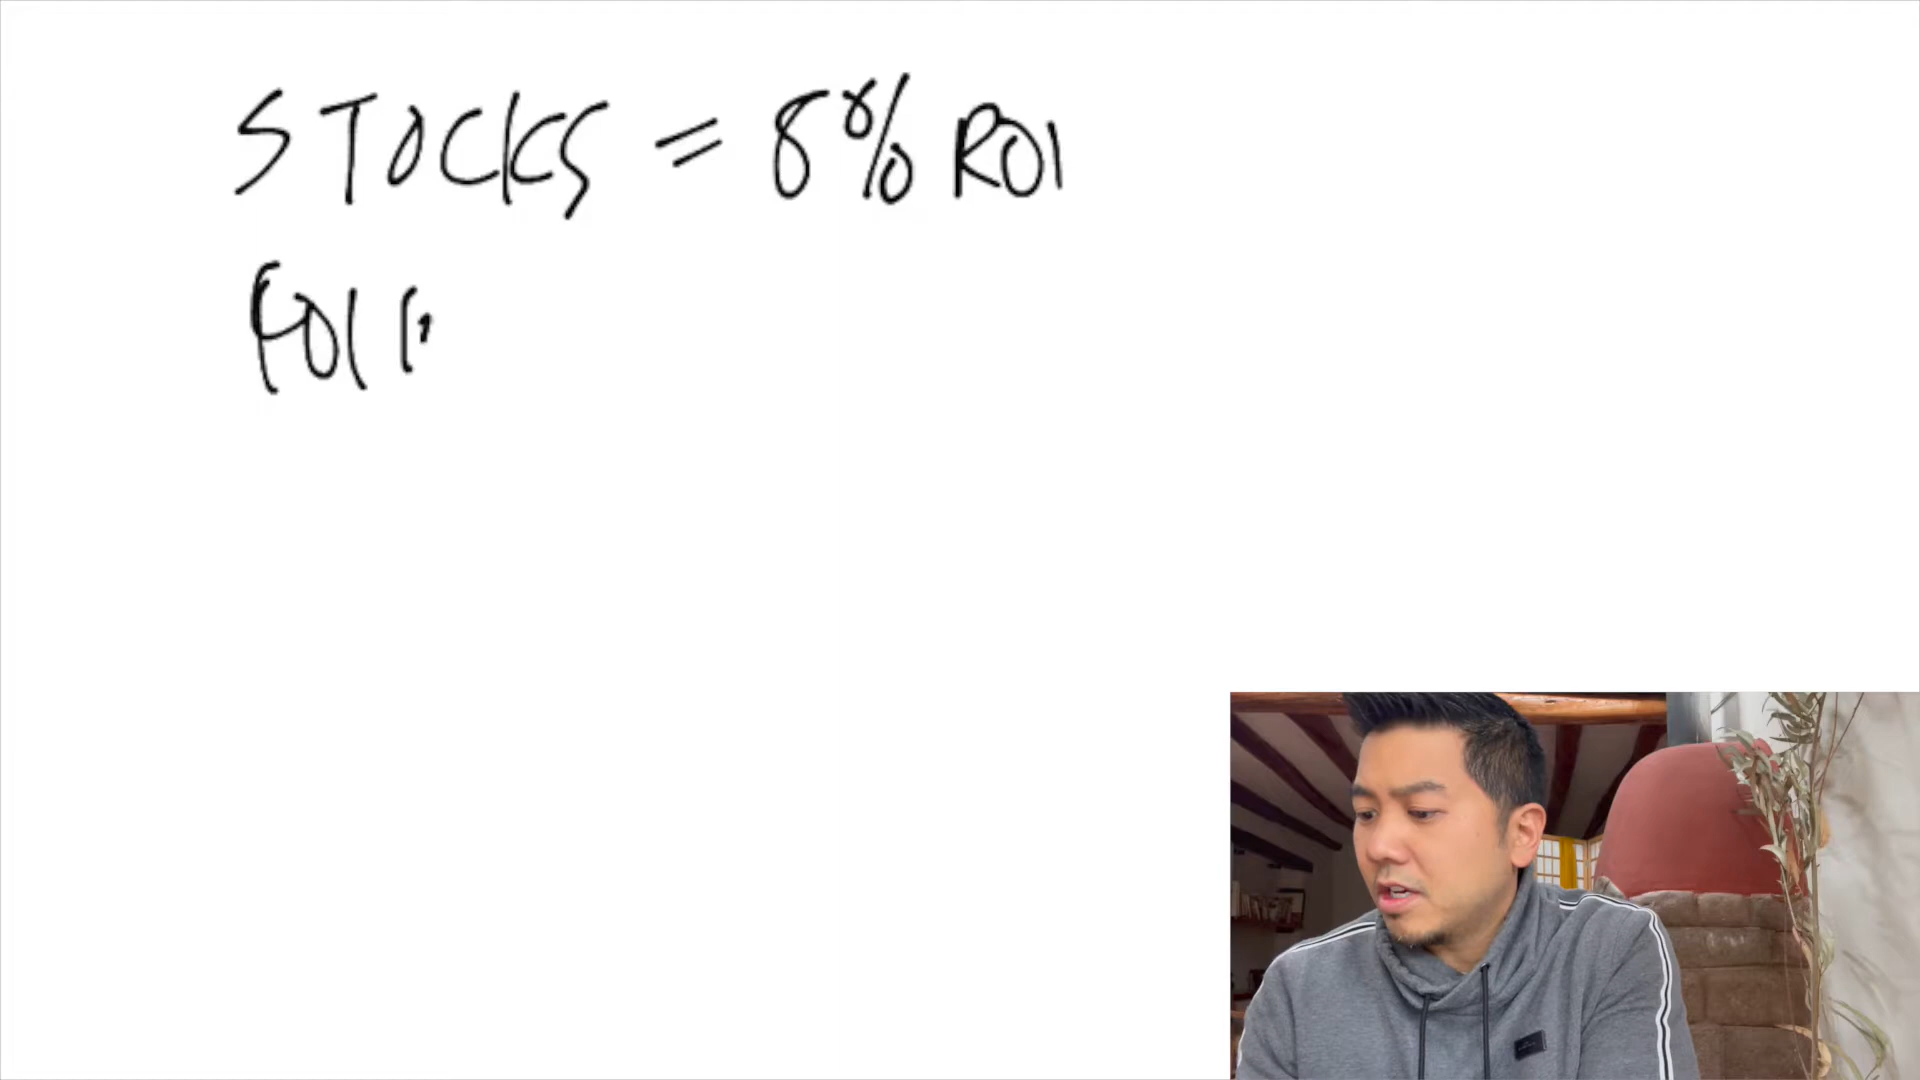 STOCKS = 8% ROI